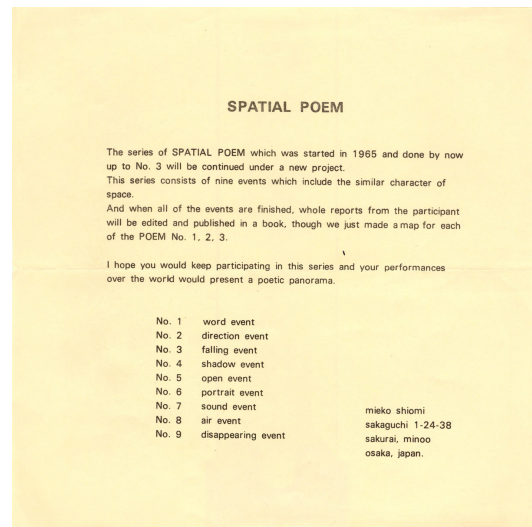 SPATIAL POEM
The series of SPATIAL POEM which was started in 1965 and done by now
up to No. 3 will be continued under a new project.
This series consists of nine events which include the similar character of
space.
And when all of the events are finished, whole reports from the participant
will be edited and published in a book, though we just made a map for each
of the POEM No. 1, 2, 3.
I hope you would keep participating in this series and your performances
over the world would present a poetic panorama.
No. 1 word event
No. 2 direction event
No. 3 falling event
No. 4 shadow event
No. 5 open event
No. 6 portrait event
No. 7 sound event
No. 8 air event
No. 9 disappearing event
mieko shiomi
sakaguchi 1-24-38
sakurai, minoo
osaka, japan.